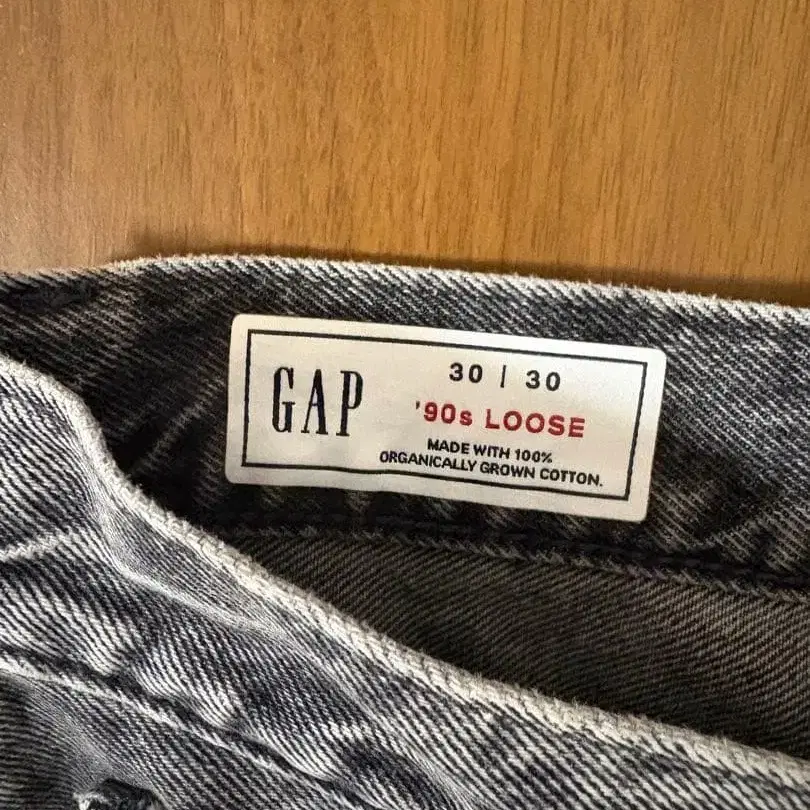 GAP
30 | 30
'90s LOOSE
MADE WITH 100%
ORGANICALLY GROWN COTTON.